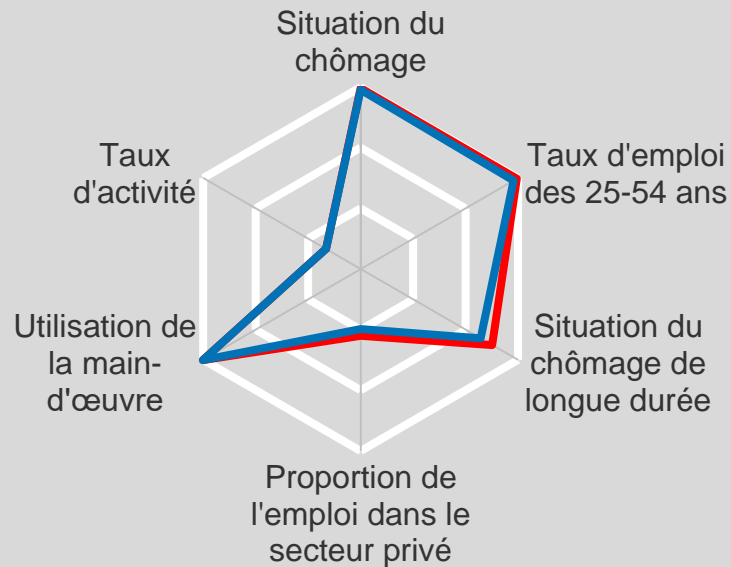 Situation du
chômage
Taux d'emploi
des 25-54 ans
Situation du
chômage de
longue durée
Proportion de
l'emploi dans le
secteur privé
Utilisation de
la main-
d'œuvre
Taux
d'activité